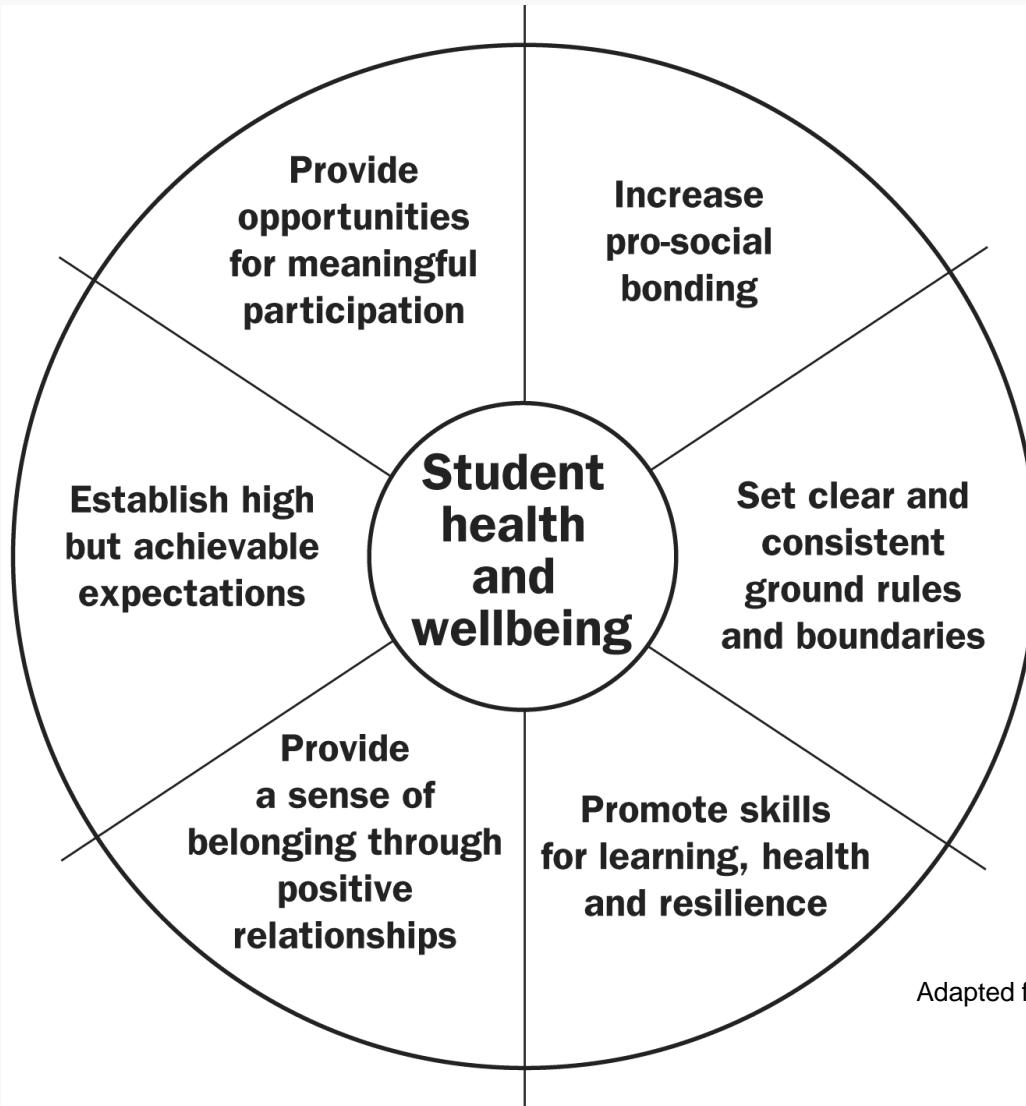 Provide
opportunities
for meaningful
participation
Increase
pro-social
bonding
Establish high
but achievable
expectations
Student
health
and
wellbeing
Set clear and
consistent
ground rules
and boundaries
Provide
a sense of
belonging through
positive
relationships
Promote skills
for learning, health
and resilience
Adapted